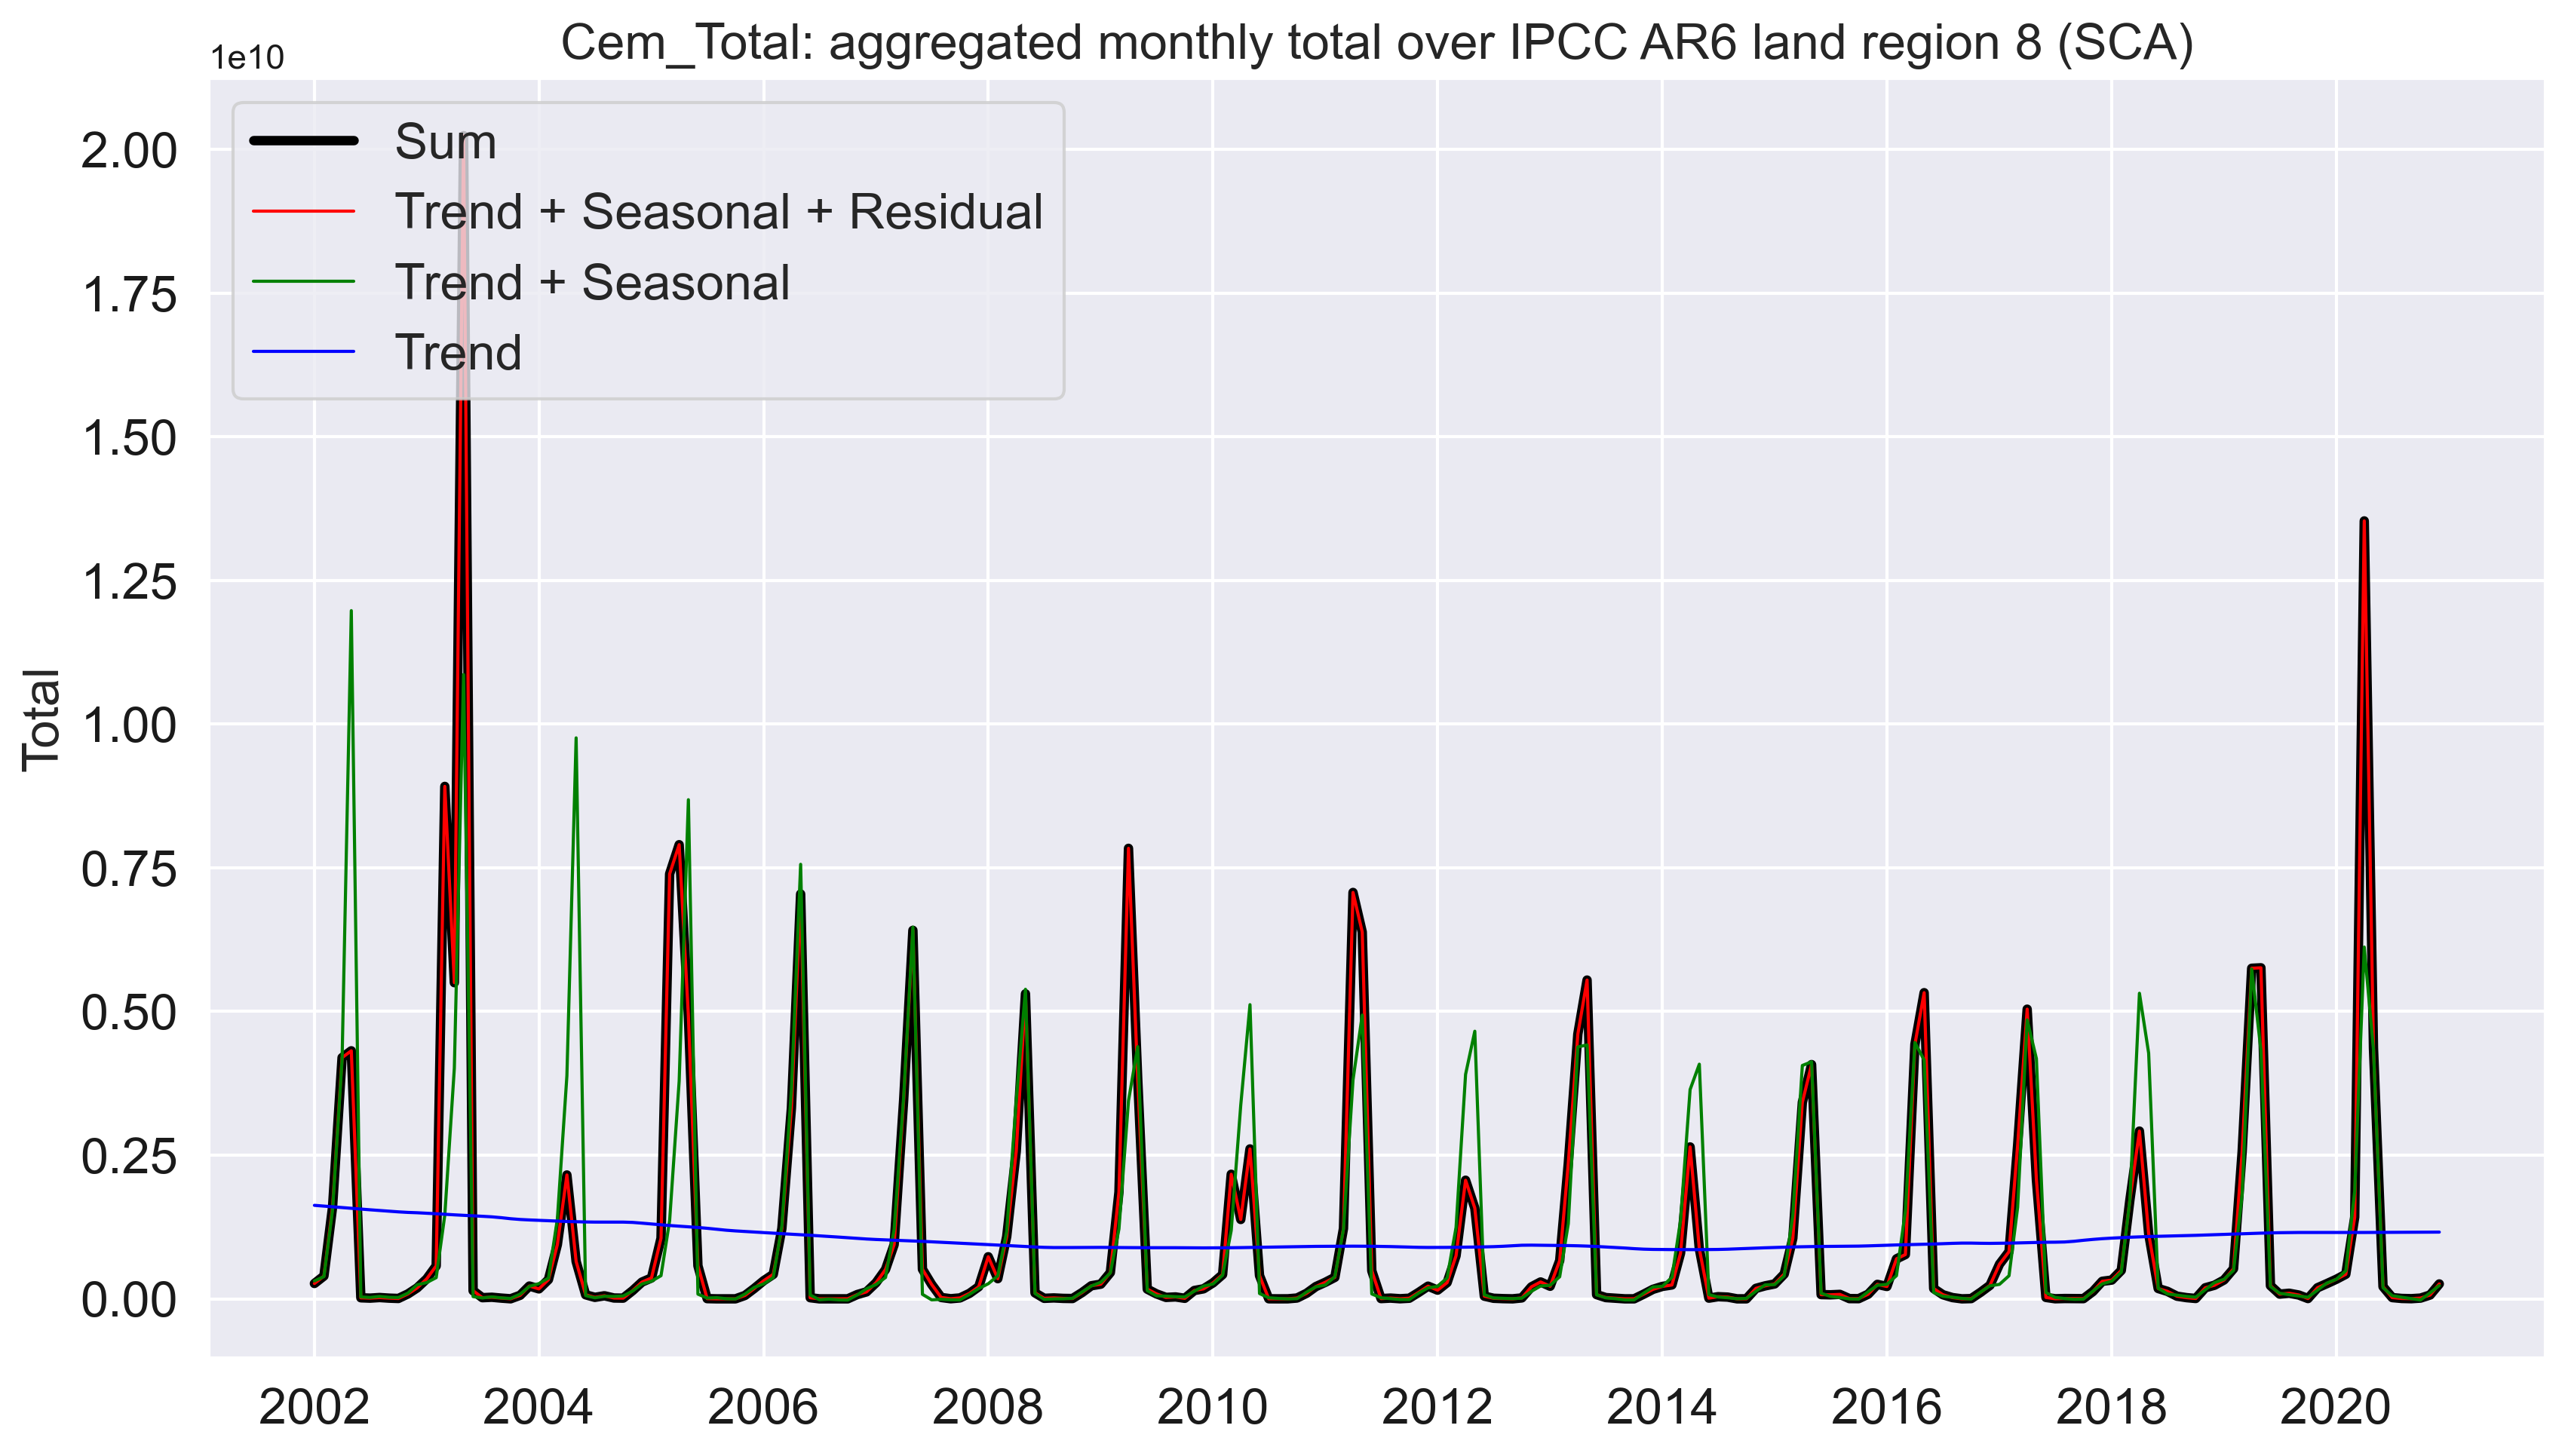 Cem_Total: aggregated monthly total over IPCC AR6 land region 8 (SCA)
1e10
Sum
Trend + Seasonal + Residual
Trend + Seasonal
Trend
2.00
1.75
1.50
1.25
1.00
0.75
0.50
0.25
0.00
Total
2002 2004 2006 2008 2010 2012 2014 2016 2018 2020